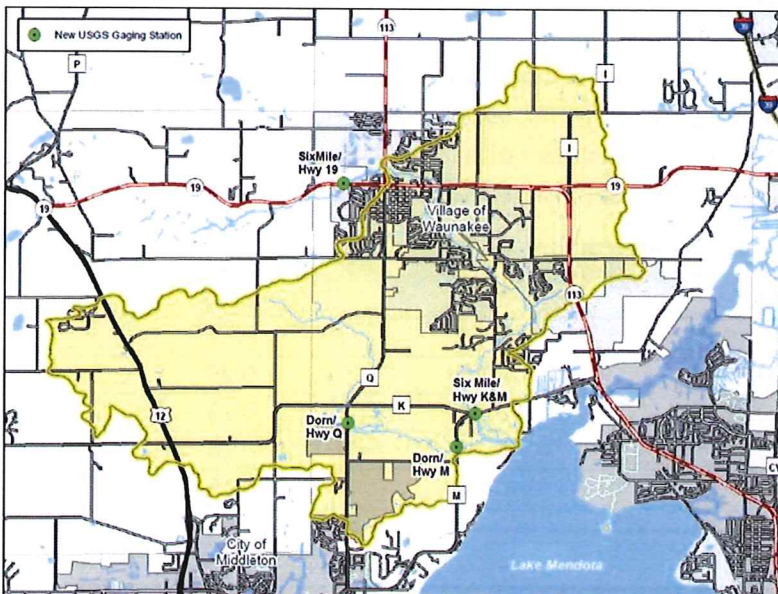 New USGS Gaging Station
113
P
I
39
I
SixMile/
Hwy 19
19
19
19
Village of
Waunakee
113
Q
12
K
Six Mile/
Hwy K&M
Dorn/
Hwy Q
Dorn/
Hwy M
M
City of
Middleton
Lake Mendota